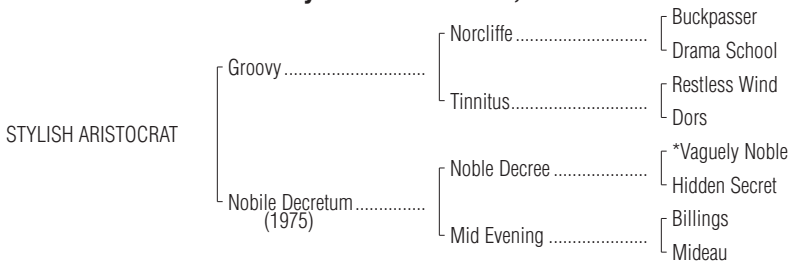 Buckpasser
Norcliffe
Drama School
Groovy
Restless Wind
Tinnitus
Dors
STYLISH ARISTOCRAT
*Vaguely Noble
Noble Decree
Hidden Secret
Nobile Decretum
(1975)
Billings
Mid Evening
Mideau